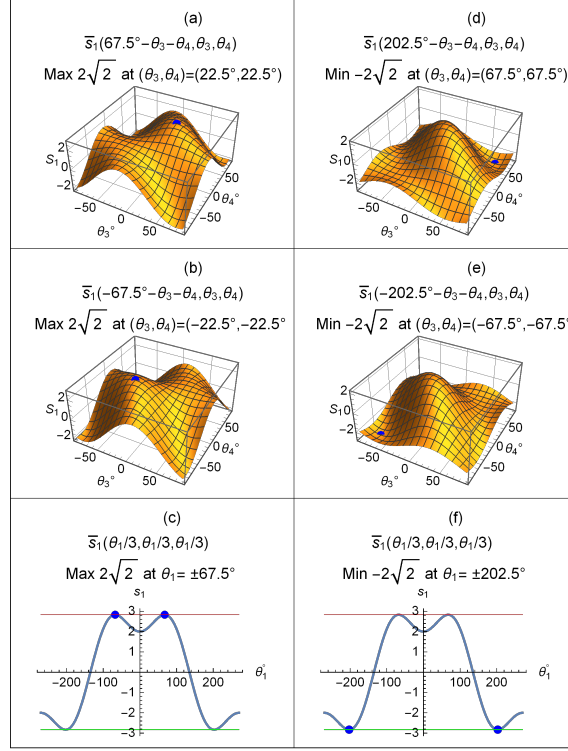 (a)
s̅₁(67.5°−θ₃−θ₄,θ₃,θ₄)
Max 2√2 at (θ₃,θ₄)=(22.5°,22.5°)
2
S₁ 0
−2
−50
0
50
θ₃°
−50
0
50
θ₄°
(d)
s̅₁(202.5°−θ₃−θ₄,θ₃,θ₄)
Min −2√2 at (θ₃,θ₄)=(67.5°,67.5°)
2
S₁ 0
−2
−50
0
50
θ₃°
−50
0
50
θ₄°
(b)
s̅₁(−67.5°−θ₃−θ₄,θ₃,θ₄)
Max 2√2 at (θ₃,θ₄)=(−22.5°,−22.5°
2
S₁ 0
−2
−50
0
50
θ₃°
−50
0
50
θ₄°
(e)
s̅₁(−202.5°−θ₃−θ₄,θ₃,θ₄)
Min −2√2 at (θ₃,θ₄)=(−67.5°,−67.5°
2
S₁ 0
−2
−50
0
50
θ₃°
−50
0
50
θ₄°
(c)
s̅₁(θ₁/3,θ₁/3,θ₁/3)
Max 2√2 at θ₁= ±67.5°
s₁
3
2
1
−200 −100 100 200 θ₁°
−1
−2
−3
(f)
s̅₁(θ₁/3,θ₁/3,θ₁/3)
Min −2√2 at θ₁= ±202.5°
s₁
3
2
1
−200 −100 100 200 θ₁°
−1
−2
−3